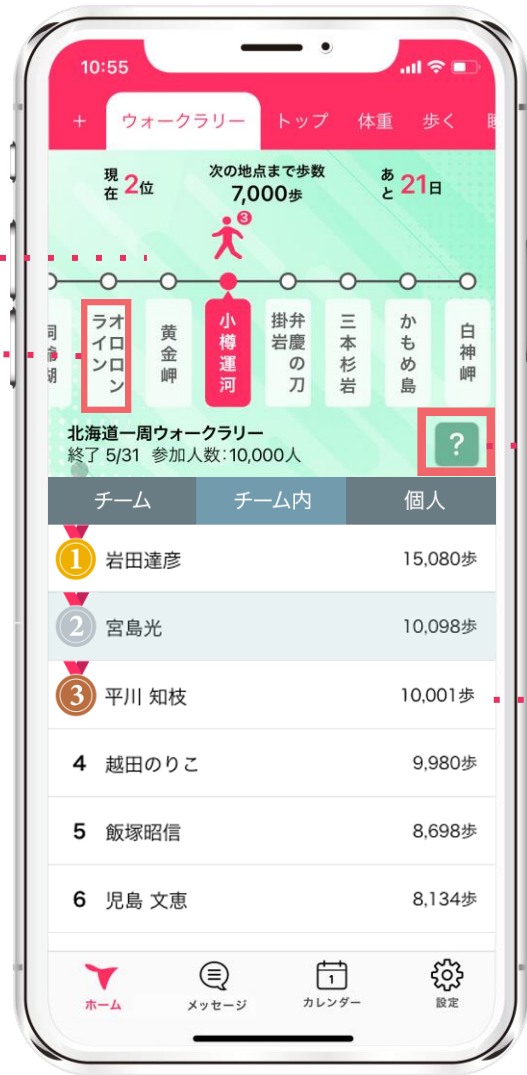 10:55
+ ウォークラリー トップ 体重 歩く
現在 2位
次の地点まで歩数
7,000歩
あと 21日
3
オロロンライン
黄金岬
小樽運河
弁慶の刀掛岩
三本杉岩
かもめ島
白神岬
北海道一周ウォークラリー
終了 5/31 参加人数:10,000人
?
チーム チーム内 個人
1 岩田達彦 15,080歩
2 宮島光 10,098歩
3 平川 知枝 10,001歩
4 越田のりこ 9,980歩
5 飯塚昭信 8,698歩
6 児島 文恵 8,134歩
1
ホーム メッセージ カレンダー 設定